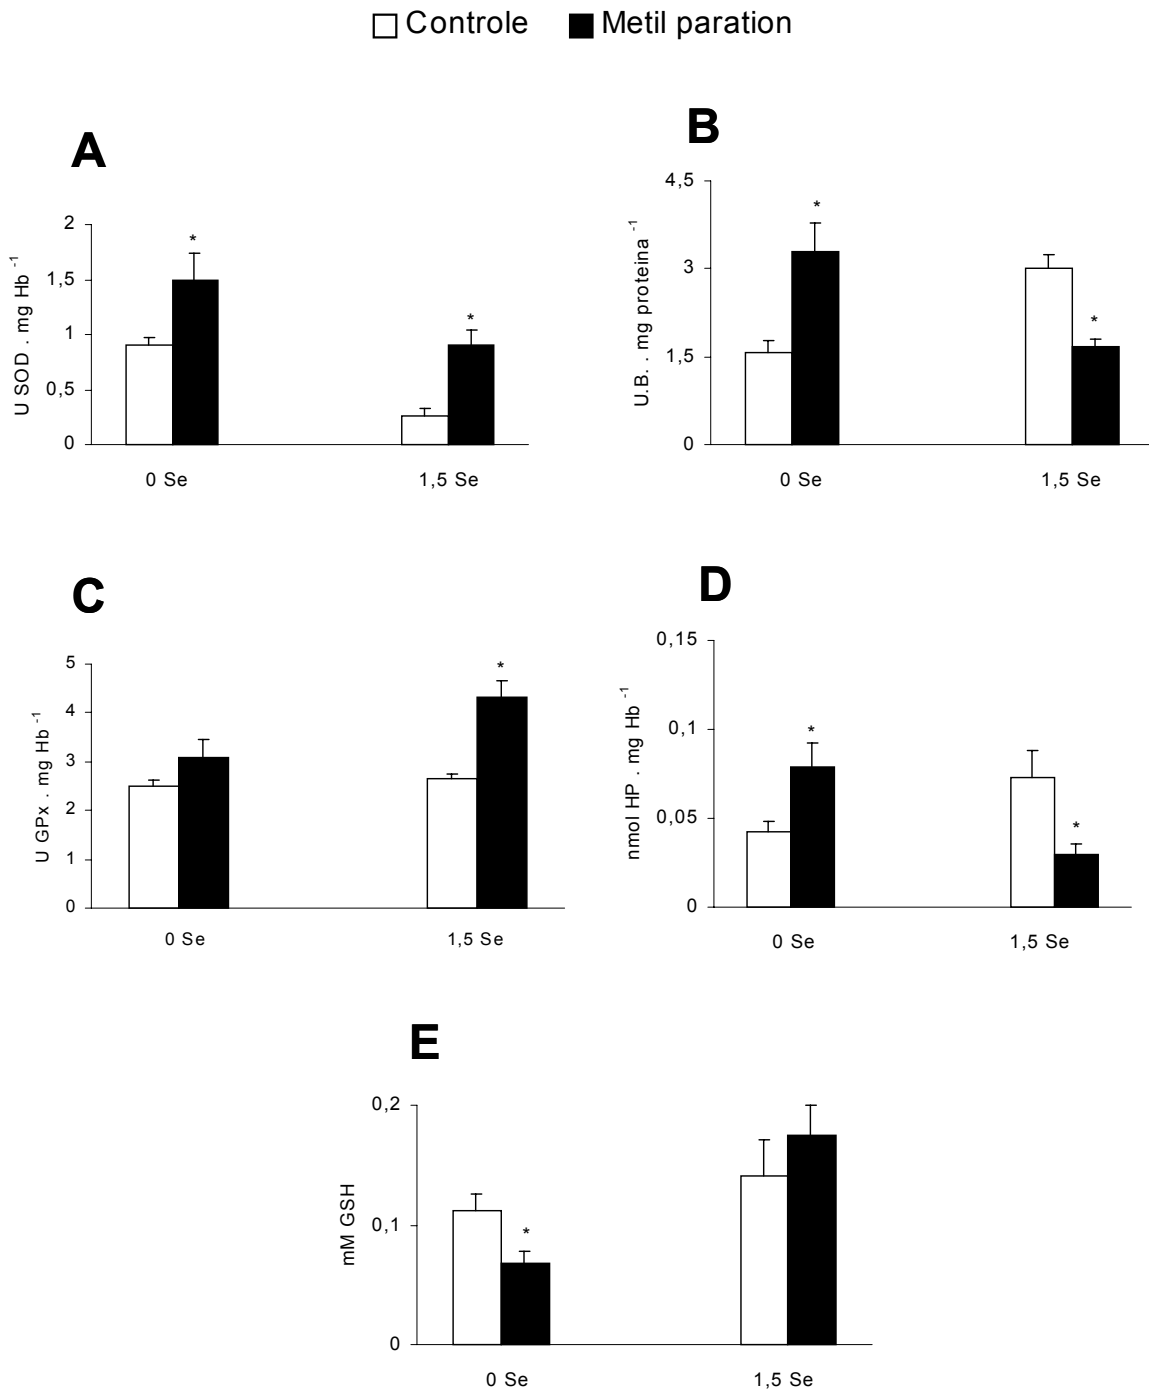 Controle Metil paration
A
U SOD . mg Hb -1
2
*
1,5
*
1
0,5
0
0 Se 1,5 Se
B
U.B. . mg proteina -1
4,5
*
3
*
1,5
0
0 Se 1,5 Se
C
U GPx . mg Hb -1
5
*
4
3
2
1
0
0 Se 1,5 Se
D
nmol HP . mg Hb -1
0,15
0,1
*
0,05
*
0
0 Se 1,5 Se
E
mM GSH
0,2
0,1
*
0
0 Se 1,5 Se